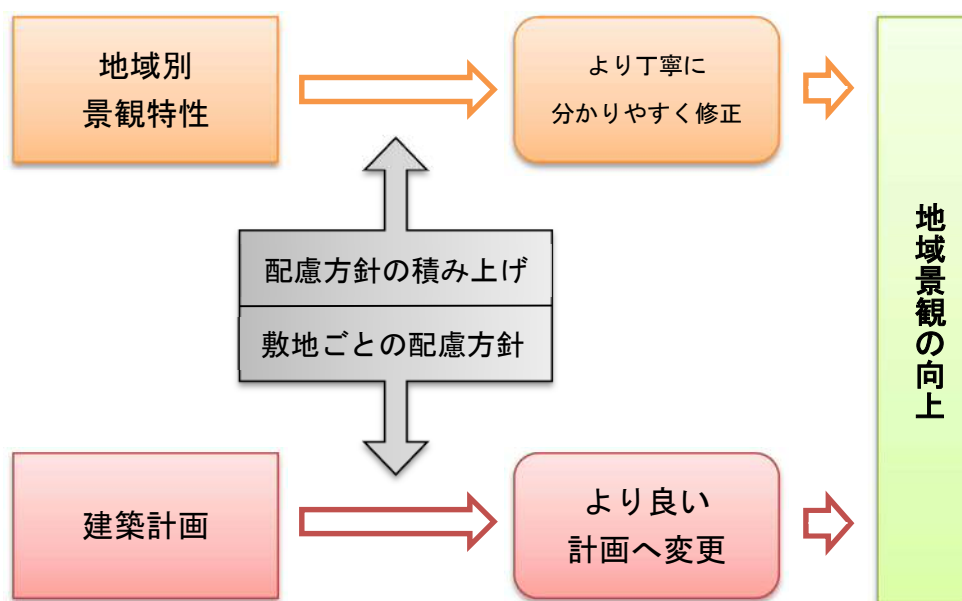 地域別
景観特性
より丁寧に
分かりやすく修正
配慮方針の積み上げ
敷地ごとの配慮方針
建築計画
より良い
計画へ変更
地域景観の向上